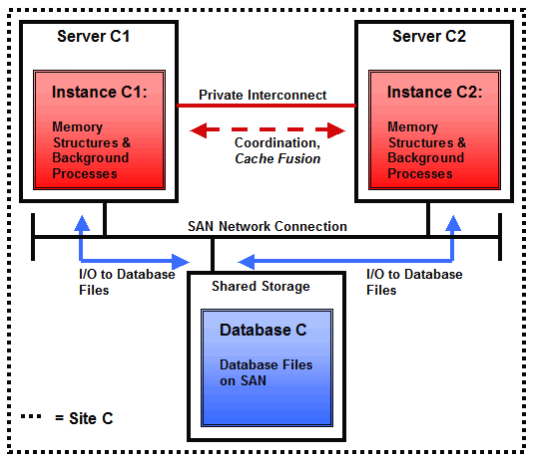 Server C1
Server C2
Instance C1:
Memory
Structures &
Background
Processes
Private Interconnect
Coordination,
Cache Fusion
Instance C2:
Memory
Structures &
Background
Processes
SAN Network Connection
I/O to Database
Files
I/O to Database
Files
Shared Storage
Database C
Database Files
on SAN
= Site C